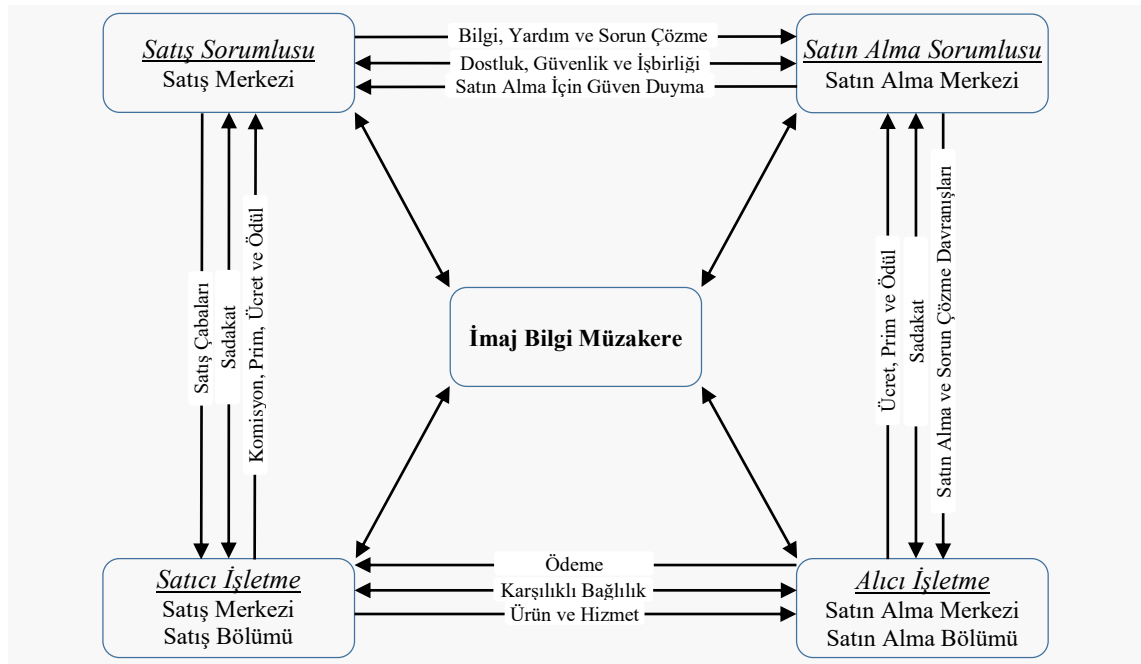 Satış Sorumlusu
Satış Merkezi
Bilgi, Yardım ve Sorun Çözme
Dostluk, Güvenlik ve İşbirliği
Satın Alma İçin Güven Duyma
Satın Alma Sorumlusu
Satın Alma Merkezi
Satış Çabaları
Sadakat
Komisyon, Prim, Ücret ve Ödül
İmaj Bilgi Müzakere
Ücret, Prim ve Ödül
Sadakat
Satın Alma ve Sorun Çözme Davranışları
Satıcı İşletme
Satış Merkezi
Satış Bölümü
Ödeme
Karşılıklı Bağlılık
Ürün ve Hizmet
Alıcı İşletme
Satın Alma Merkezi
Satın Alma Bölümü